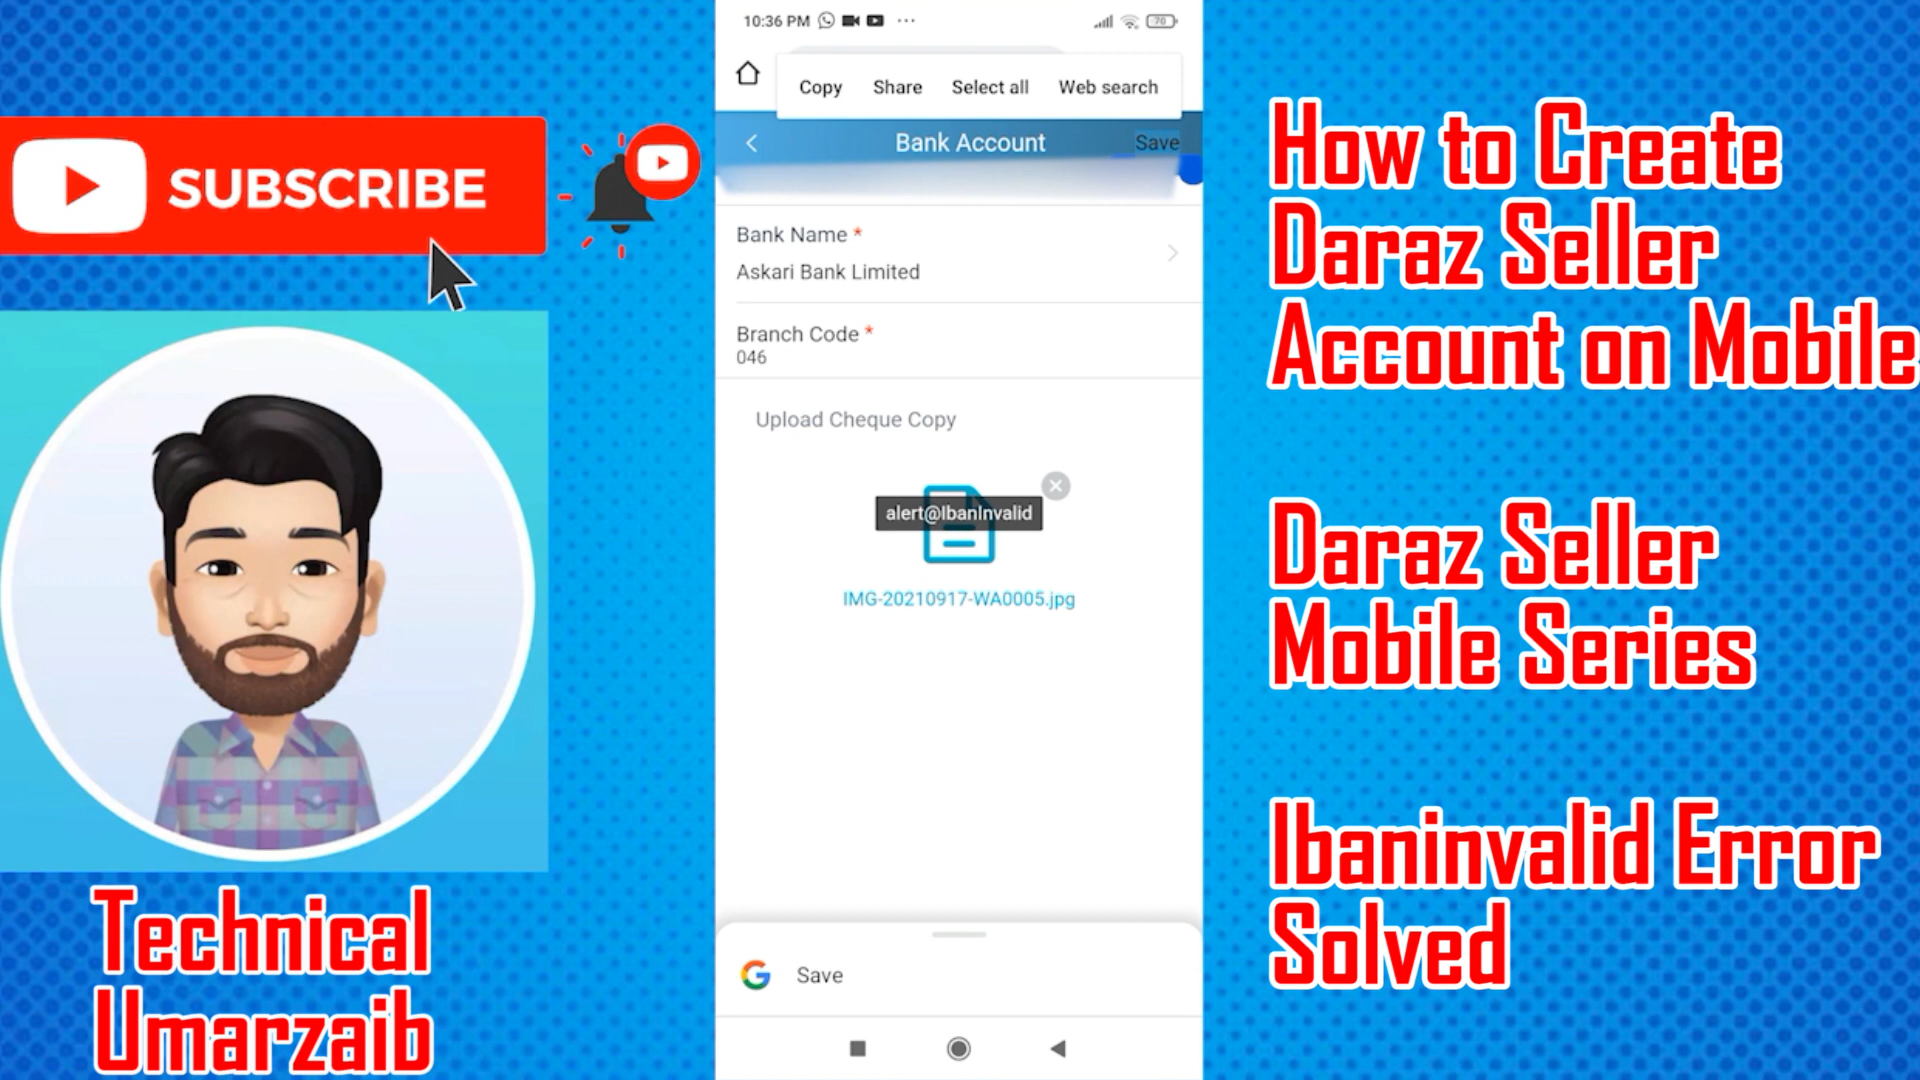 SUBSCRIBE
Technical
Umarzaib
10:36 PM
70
Copy Share Select all Web search
Bank Account Save
Bank Name *
Askari Bank Limited
Branch Code *
046
Upload Cheque Copy
alert@IbanInvalid
IMG-20210917-WA0005.jpg
G Save
How to Create
Daraz Seller
Account on Mobile
Daraz Seller
Mobile Series
Ibaninvalid Error
Solved